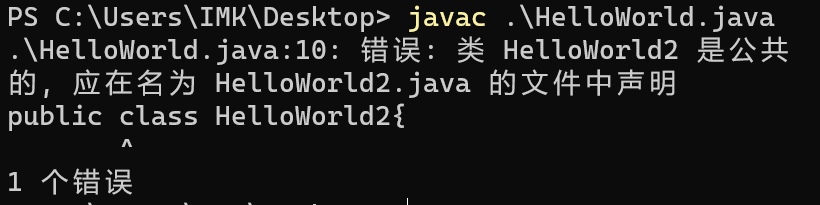 PS C:\Users\IMK\Desktop> javac .\HelloWorld.java
.\HelloWorld.java:10: 错误: 类 HelloWorld2 是公共
的, 应在名为 HelloWorld2.java 的文件中声明
public class HelloWorld2{
^
1 个错误